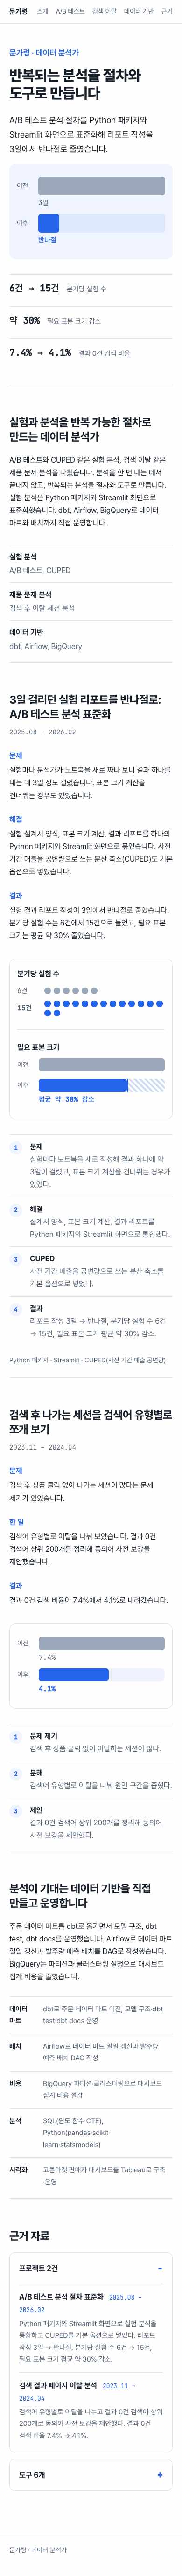 문가령 소개 A/B 테스트 검색 이탈 데이터 기반 근거
문가령 · 데이터 분석가
반복되는 분석을 절차와
도구로 만든다
A/B 테스트 분석 절차를 Python 패키지와
Streamlit 화면으로 표준화해 리포트 작성을
3일에서 반나절로 줄였습니다.
이전
3일
이후
반나절
6건 → 15건 분기당 실험 수
약 30% 필요 표본 크기 감소
7.4% → 4.1% 결과 0건 검색 비율
실험과 분석을 반복 가능한 절차로
만드는 데이터 분석가
A/B 테스트와 CUPED 같은 실험 분석, 검색 이탈 같은
제품 문제 분석을 다뤘습니다. 분석을 한 번 내는 데서
끝내지 않고, 반복되는 분석을 절차와 도구로 만듭니다.
실험 분석은 Python 패키지와 Streamlit 화면으로
표준화했습니다. dbt, Airflow, BigQuery로 데이터
마트와 배치까지 직접 운영합니다.
실험 분석
A/B 테스트, CUPED
제품 문제 분석
검색 후 이탈 세션 분석
데이터 기반
dbt, Airflow, BigQuery
3일 걸리던 실험 리포트를 반나절로:
A/B 테스트 분석 표준화
2025.08 – 2026.02
문제
실험마다 분석가가 노트북을 새로 짜다 보니 결과 하나를
내는 데 3일 정도 걸렸습니다. 표본 크기 계산을
건너뛰는 경우도 있었습니다.
해결
실험 설계서 양식, 표본 크기 계산, 결과 리포트를 하나의
Python 패키지와 Streamlit 화면으로 묶었습니다. 사전
기간 매출을 공변량으로 쓰는 분산 축소(CUPED)도 기본
옵션으로 넣었습니다.
결과
실험 결과 리포트 작성이 3일에서 반나절로 줄었습니다.
분기당 실험 수는 6건에서 15건으로 늘었고, 필요 표본
크기는 평균 약 30% 줄었습니다.
분기당 실험 수
6건
15건
필요 표본 크기
이전
이후
평균 약 30% 감소
1 문제
실험마다 노트북을 새로 작성해 결과 하나에 약
3일이 걸렸고, 표본 크기 계산을 건너뛰는 경우가
있었다.
2 해결
설계서 양식, 표본 크기 계산, 결과 리포트를
Python 패키지와 Streamlit 화면으로 통합했다.
3 CUPED
사전 기간 매출을 공변량으로 쓰는 분산 축소를
기본 옵션으로 넣었다.
4 결과
리포트 작성 3일 → 반나절, 분기당 실험 수 6건
→ 15건, 필요 표본 크기 평균 약 30% 감소.
Python 패키지 · Streamlit · CUPED(사전 기간 매출 공변량)
검색 후 나가는 세션을 검색어 유형별로
쪼개 보기
2023.11 – 2024.04
문제
검색 후 상품 클릭 없이 나가는 세션이 많다는 문제
제기가 있었습니다.
한 일
검색어 유형별로 이탈을 나눠 보았습니다. 결과 0건
검색어 상위 200개를 정리해 동의어 사전 보강을
제안했습니다.
결과
결과 0건 검색 비율이 7.4%에서 4.1%로 내려갔습니다.
이전
7.4%
이후
4.1%
1 문제 제기
검색 후 상품 클릭 없이 이탈하는 세션이 많다.
2 분해
검색어 유형별로 이탈을 나눠 원인 구간을 좁혔다.
3 제안
결과 0건 검색어 상위 200개를 정리해 동의어
사전 보강을 제안했다.
분석이 기대는 데이터 기반을 직접
만들고 운영합니다
주문 데이터 마트를 dbt로 옮기면서 모델 구조, dbt
test, dbt docs를 운영했습니다. Airflow로 데이터 마트
일일 갱신과 발주량 예측 배치를 DAG로 작성했습니다.
BigQuery는 파티션과 클러스터링 설정으로 대시보드
집계 비용을 줄였습니다.
데이터 마트 dbt로 주문 데이터 마트 이전, 모델 구조·dbt
test·dbt docs 운영
배치 Airflow로 데이터 마트 일일 갱신과 발주량
예측 배치 DAG 작성
비용 BigQuery 파티션·클러스터링으로 대시보드
집계 비용 절감
분석 SQL(윈도 함수·CTE),
Python(pandas·scikit-
learn·statsmodels)
시각화 고른마켓 판매자 대시보드를 Tableau로 구축
·운영
근거 자료
프로젝트 2건 –
A/B 테스트 분석 절차 표준화 2025.08 –
2026.02
Python 패키지와 Streamlit 화면으로 실험 분석을
통합하고 CUPED를 기본 옵션으로 넣었다. 리포트
작성 3일 → 반나절, 분기당 실험 수 6건 → 15건,
필요 표본 크기 평균 약 30% 감소.
검색 결과 페이지 이탈 분석 2023.11 –
2024.04
검색어 유형별로 이탈을 나누고 결과 0건 검색어 상위
200개로 동의어 사전 보강을 제안했다. 결과 0건
검색 비율 7.4% → 4.1%.
도구 6개 +
문가령 · 데이터 분석가